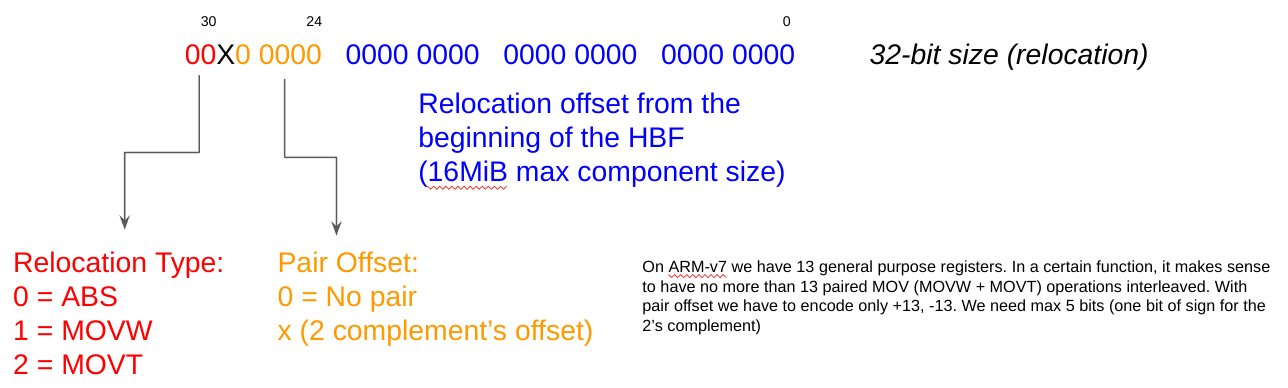 30 24 0
00X0 0000 0000 0000 0000 0000 0000 0000 32-bit size (relocation)
Relocation offset from the
beginning of the HBF
(16MiB max component size)
Relocation Type:
0 = ABS
1 = MOVW
2 = MOVT
Pair Offset:
0 = No pair
x (2 complement’s offset)
On ARM-v7 we have 13 general purpose registers. In a certain function, it makes sense
to have no more than 13 paired MOV (MOVW + MOVT) operations interleaved. With
pair offset we have to encode only +13, -13. We need max 5 bits (one bit of sign for the
2’s complement)